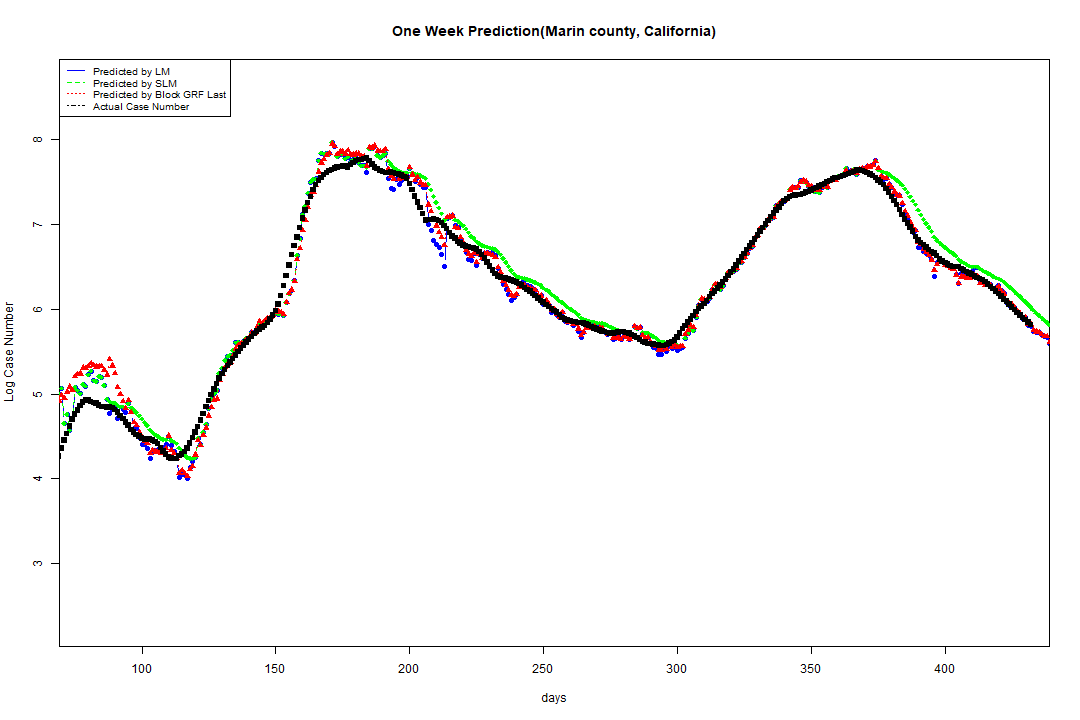 One Week Prediction(Marin county, California)
Predicted by LM
Predicted by SLM
Predicted by Block GRF Last
Actual Case Number
8
7
6
5
4
3
Log Case Number
100 150 200 250 300 350 400
days